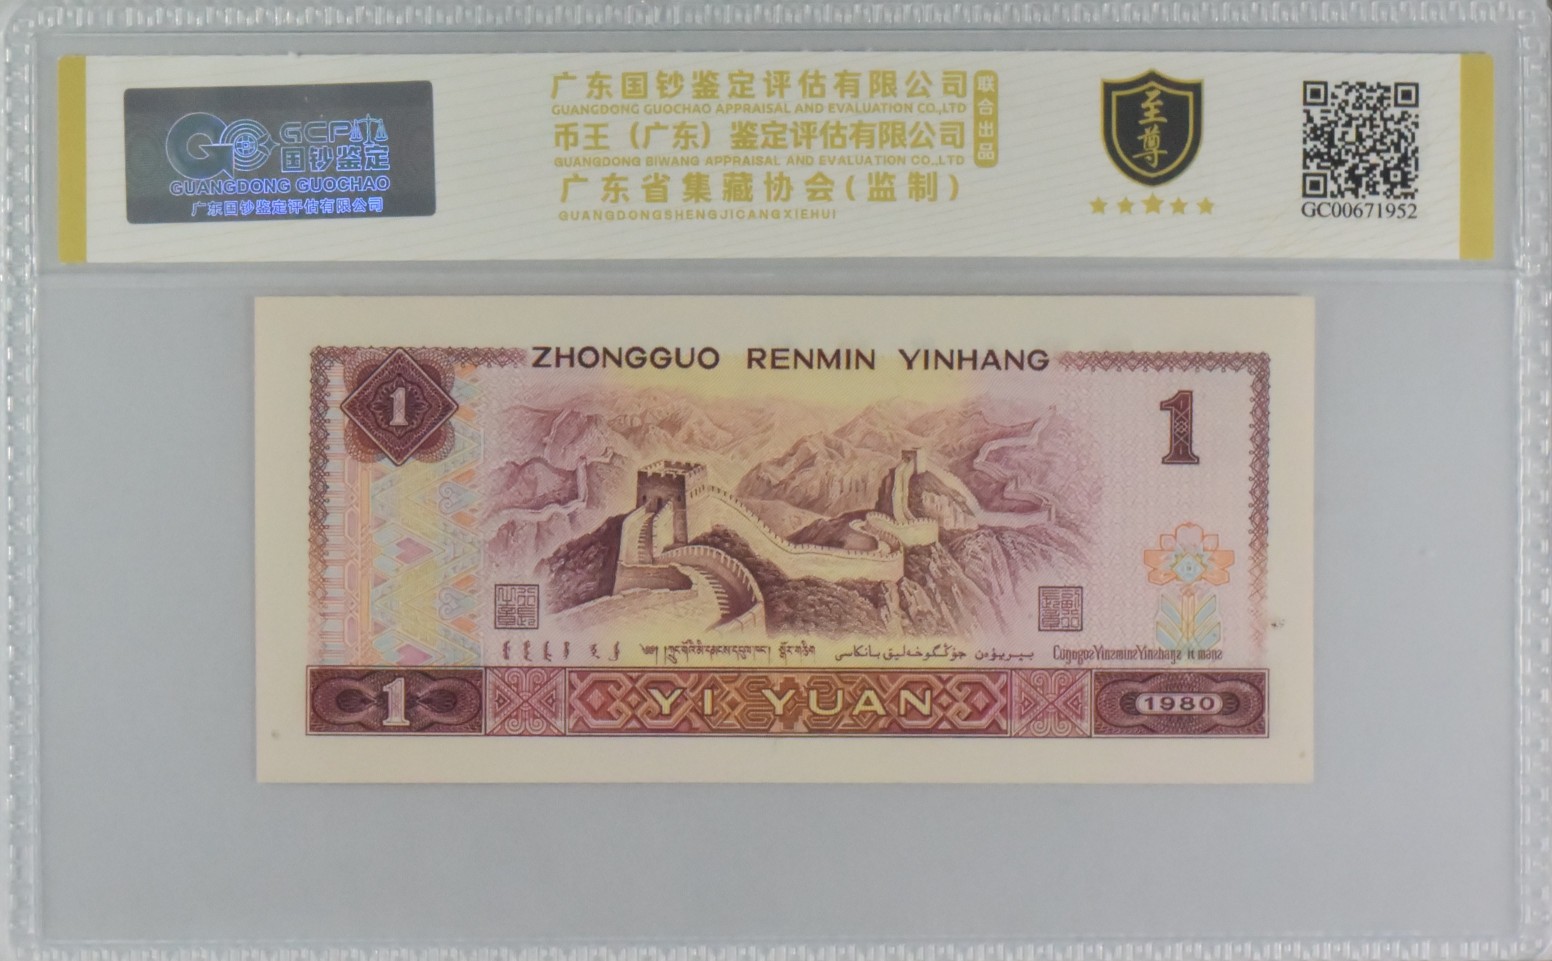 GCP
国钞鉴定
GUANGDONG GUOCHAO
广东国钞鉴定评估有限公司
广东国钞鉴定评估有限公司
GUANGDONG GUOCHAO APPRAISAL AND EVALUATION CO.,LTD
币王（广东）鉴定评估有限公司
GUANGDONG BIWANG APPRAISAL AND EVALUATION CO.,LTD
联合出品
广东省集藏协会(监制)
GUANGDONGSHENGJICANGXIEHUI
至尊
GC00671952
ZHONGGUO RENMIN YINHANG
1
1
1
YI YUAN
1980